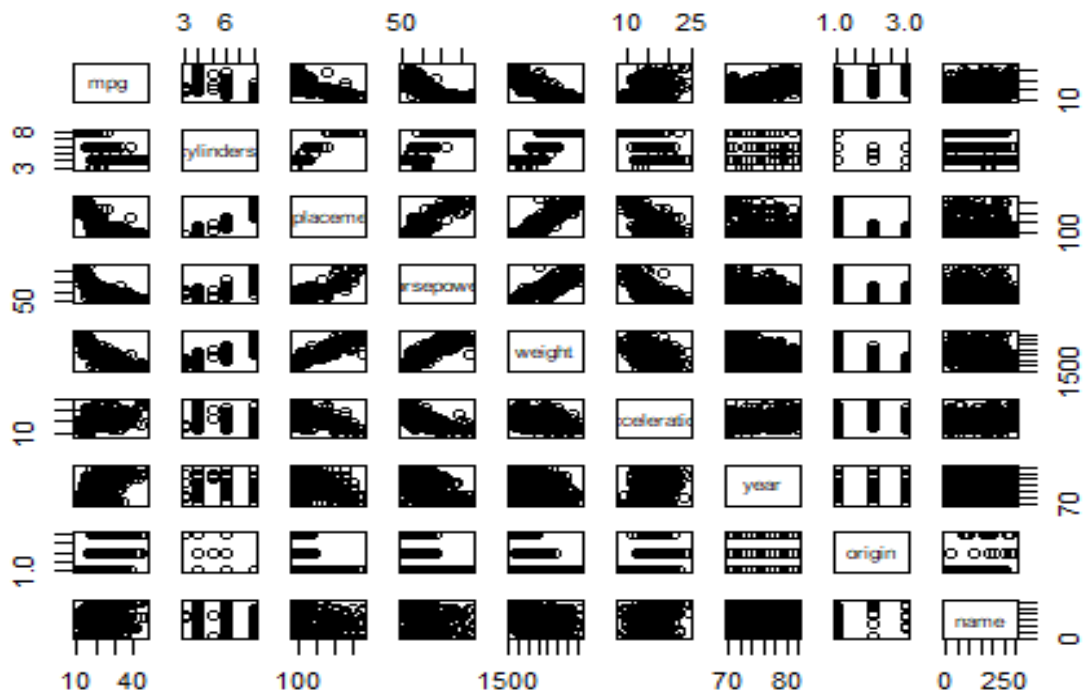 3 6 50 10 25 1.0 3.0
mpg 10
8 3 cylinders
placeme 100
50 rsepowe
weight 1500
10 cceleratio
year 70
1.0 origin
name 0
10 40 100 1500 70 80 0 250